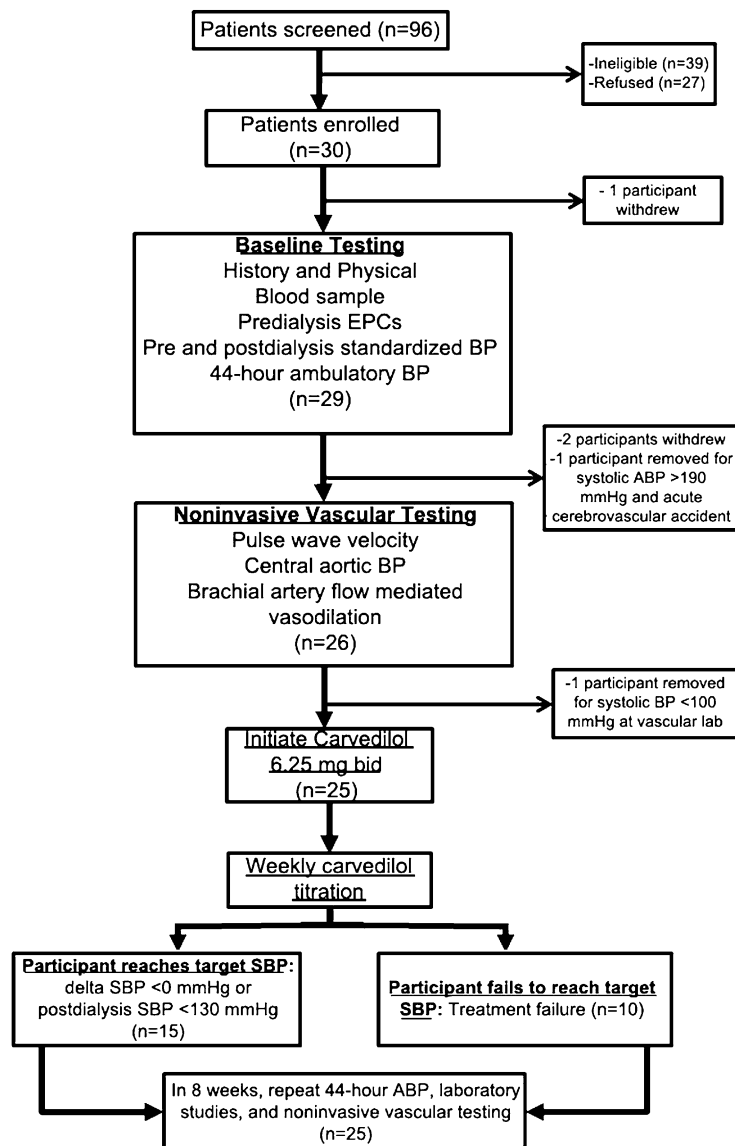 Patients screened (n=96)
-Ineligible (n=39)
-Refused (n=27)
Patients enrolled
(n=30)
- 1 participant
withdrew
Baseline Testing
History and Physical
Blood sample
Predialysis EPCs
Pre and postdialysis standardized BP
44-hour ambulatory BP
(n=29)
-2 participants withdrew
-1 participant removed for
systolic ABP >190
mmHg and acute
cerebrovascular accident
Noninvasive Vascular Testing
Pulse wave velocity
Central aortic BP
Brachial artery flow mediated
vasodilation
(n=26)
-1 participant removed
for systolic BP <100
mmHg at vascular lab
Initiate Carvedilol
6.25 mg bid
(n=25)
Weekly carvedilol
titration
Participant reaches target SBP:
delta SBP <0 mmHg or
postdialysis SBP <130 mmHg
(n=15)
Participant fails to reach target
SBP: Treatment failure (n=10)
In 8 weeks, repeat 44-hour ABP, laboratory
studies, and noninvasive vascular testing
(n=25)